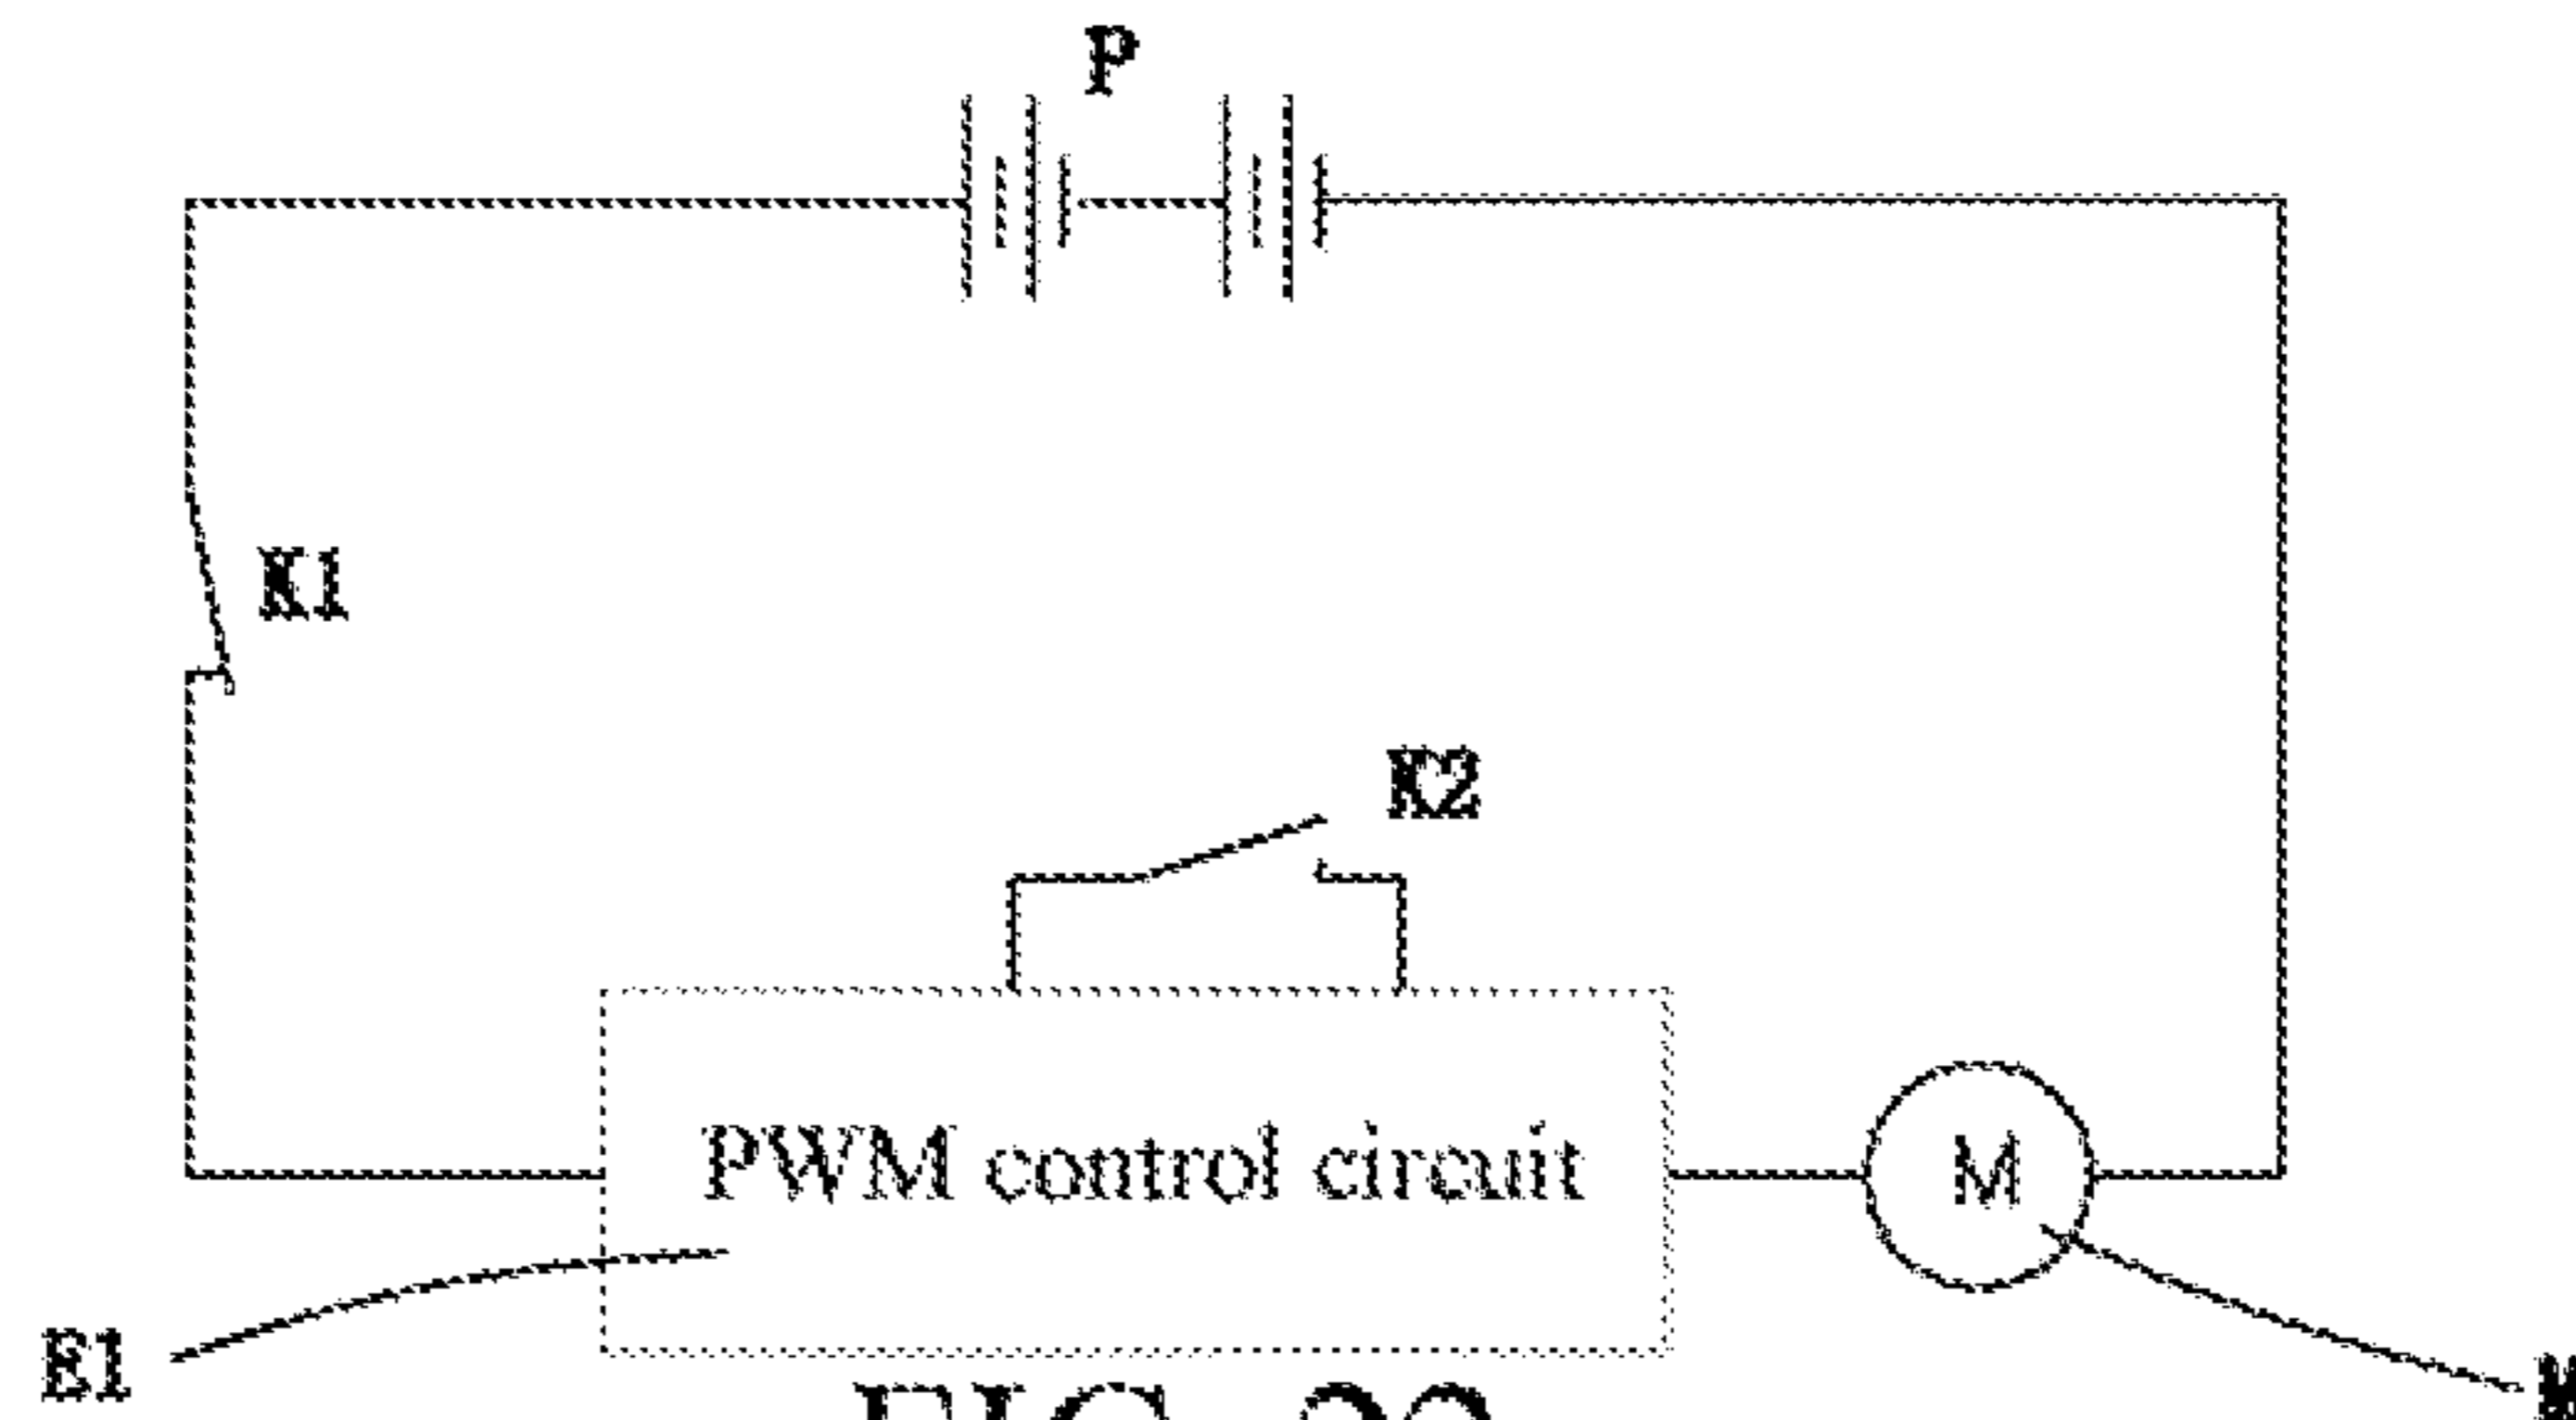 P
K1
K2
PWM control circuit
M
E1